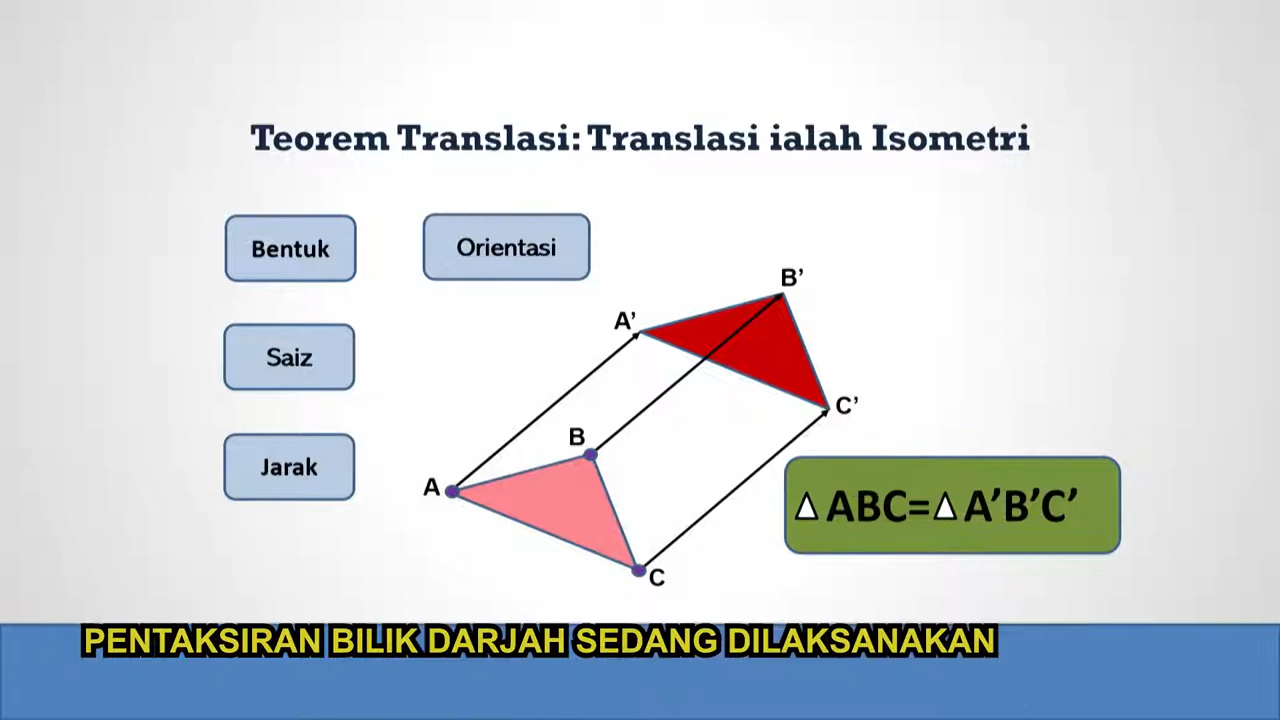 Teorem Translasi: Translasi ialah Isometri
Bentuk
Orientasi
Saiz
Jarak
B’
A’
C’
B
A
C
△ ABC=△ A’B’C’
PENTAKSIRAN BILIK DARJAH SEDANG DILAKSANAKAN